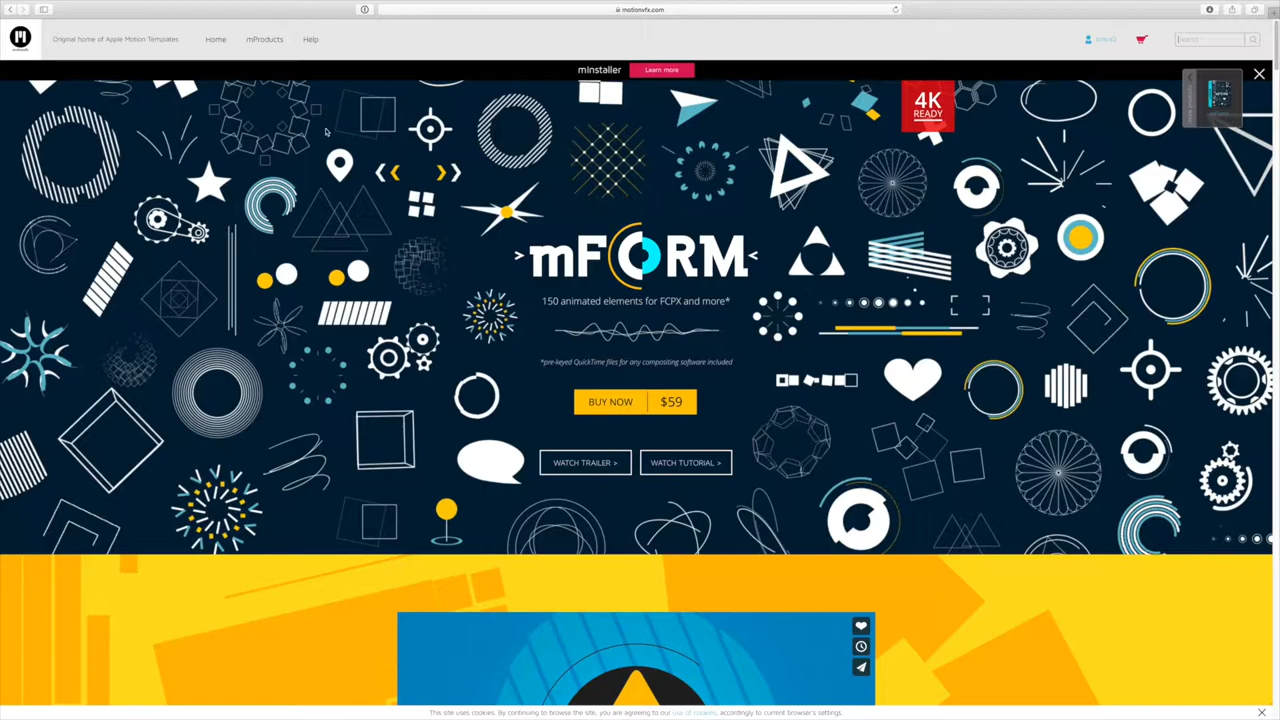 motionvfx.com
Original home of Apple Motion Templates
Home
mProducts
Help
Search
mInstaller
Learn more
4K
READY
mFORM
150 animated elements for FCPX and more*
*pre-keyed QuickTime files for any compositing software included
BUY NOW
$59
WATCH TRAILER >
WATCH TUTORIAL >
This site uses cookies. By continuing to browse the site, you are agreeing to our use of cookies, accordingly to current browser's settings.